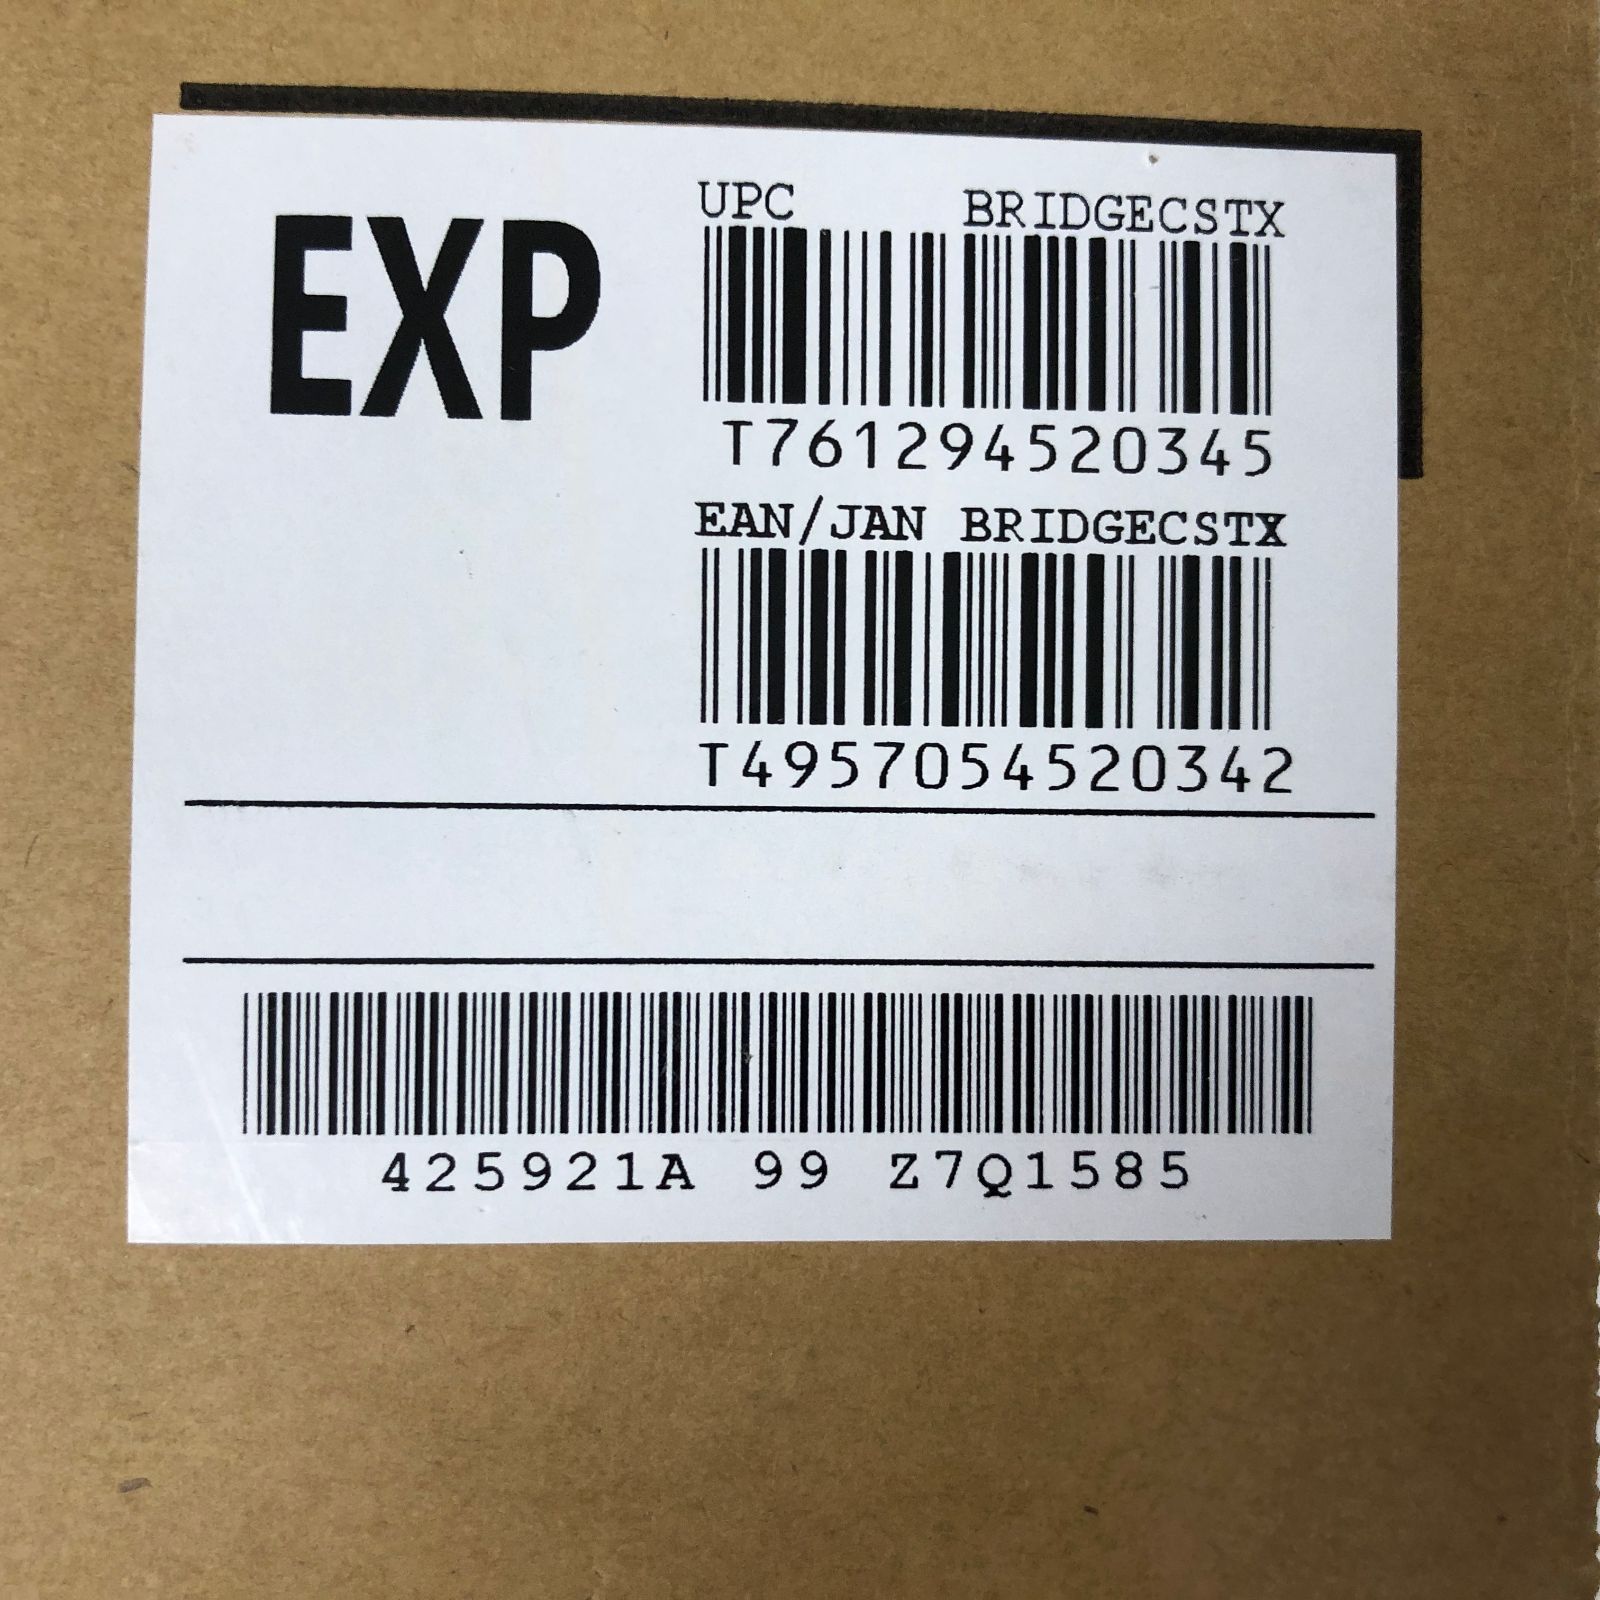 EXP
UPC BRIDGECSTX
T761294520345
EAN/JAN BRIDGECSTX
T4957054520342
425921A 99 Z7Q1585